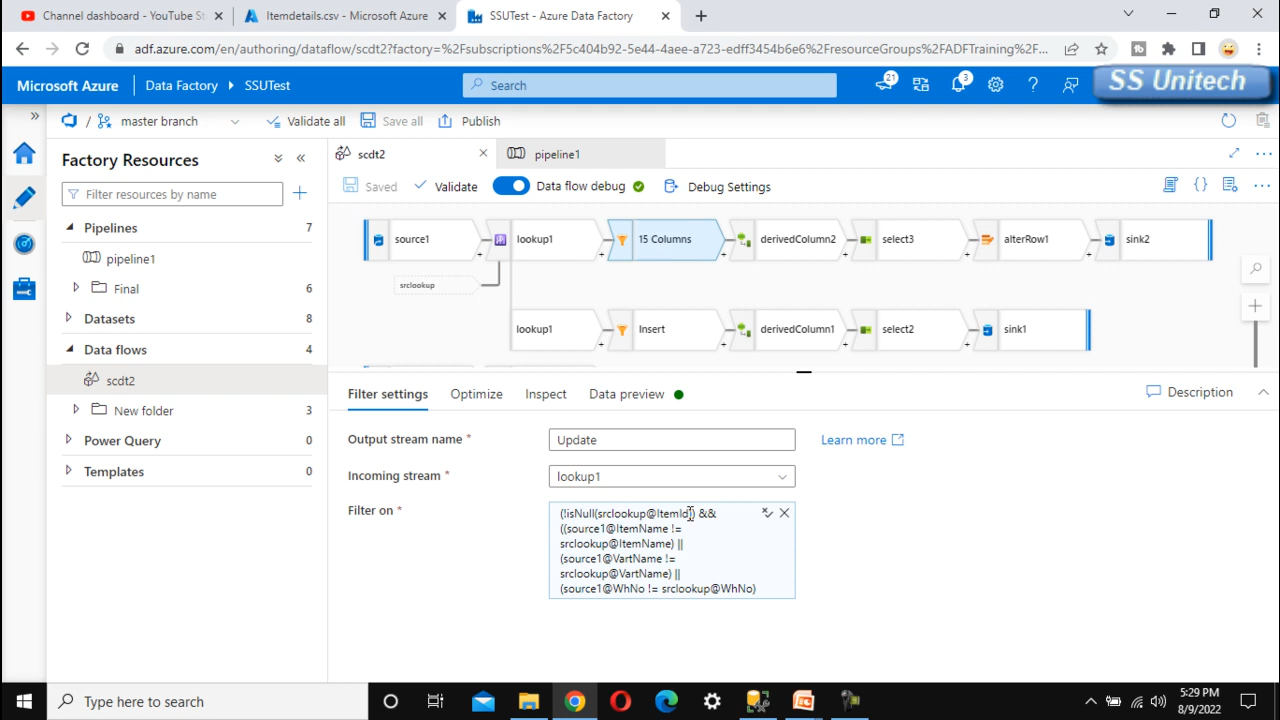 Channel dashboard - YouTube St
Itemdetails.csv - Microsoft Azure
SSUTest - Azure Data Factory
adf.azure.com/en/authoring/dataflow/scdt2?factory=%2Fsubscriptions%2F5c404b92-5e44-4aee-a723-edff3454b6e6%2FresourceGroups%2FADFTraining%2F...
Microsoft Azure
Data Factory
SSUTest
Search
21
3
SS Unitech
/
master branch
Validate all
Save all
Publish
Factory Resources
Filter resources by name
Pipelines 7
pipeline1
Final 6
Datasets 8
Data flows 4
scdt2
New folder 3
Power Query 0
Templates 0
scdt2
pipeline1
Saved
Validate
Data flow debug
Debug Settings
source1
lookup1
15 Columns
derivedColumn2
select3
alterRow1
sink2
srclookup
lookup1
Insert
derivedColumn1
select2
sink1
Filter settings
Optimize
Inspect
Data preview
Description
Output stream name *
Update
Learn more
Incoming stream *
lookup1
Filter on *
(!isNull(srclookup@ItemId)) &&
((source1@ItemName !=
srclookup@ItemName) ||
(source1@VartName !=
srclookup@VartName) ||
(source1@WhNo != srclookup@WhNo)
Type here to search
5:29 PM
8/9/2022